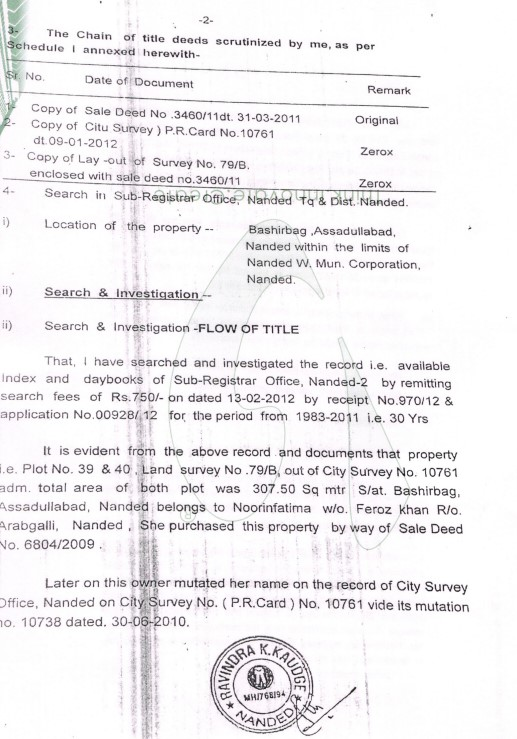 -2-
3- The Chain of title deeds scrutinized by me, as per
Schedule I annexed herewith-
Sr. No. Date of Document Remark
1- Copy of Sale Deed No .3460/11dt. 31-03-2011 Original
2- Copy of Citu Survey ) P.R.Card No.10761
dt.09-01-2012 Zerox
3- Copy of Lay -out of Survey No. 79/B.
enclosed with sale deed no.3460/11 Zerox
4- Search in Sub-Registrar Office, Nanded Tq & Dist. Nanded.
i) Location of the property -- Bashirbag ,Assadullabad,
Nanded within the limits of
Nanded W. Mun. Corporation,
Nanded.
ii) Search & Investigation --
ii) Search & Investigation -FLOW OF TITLE
That, I have searched and investigated the record i.e. available
Index and daybooks of Sub-Registrar Office, Nanded-2 by remitting
search fees of Rs.750/- on dated 13-02-2012 by receipt No.970/12 &
application No.00928/ 12 for the period from 1983-2011 i.e. 30 Yrs
It is evident from the above record and documents that property
i.e. Plot No. 39 & 40 , Land survey No .79/B, out of City Survey No. 10761
adm. total area of both plot was 307.50 Sq mtr S/at. Bashirbag,
Assadullabad, Nanded belongs to Noorinfatima w/o. Feroz khan R/o.
Arabgalli, Nanded , She purchased this property by way of Sale Deed
No. 6804/2009 .
Later on this owner mutated her name on the record of City Survey
Office, Nanded on City Survey No. ( P.R.Card ) No. 10761 vide its mutation
no. 10738 dated. 30-06-2010.
RAVINDRA K.KAUDGE
MH/768/94
NANDED